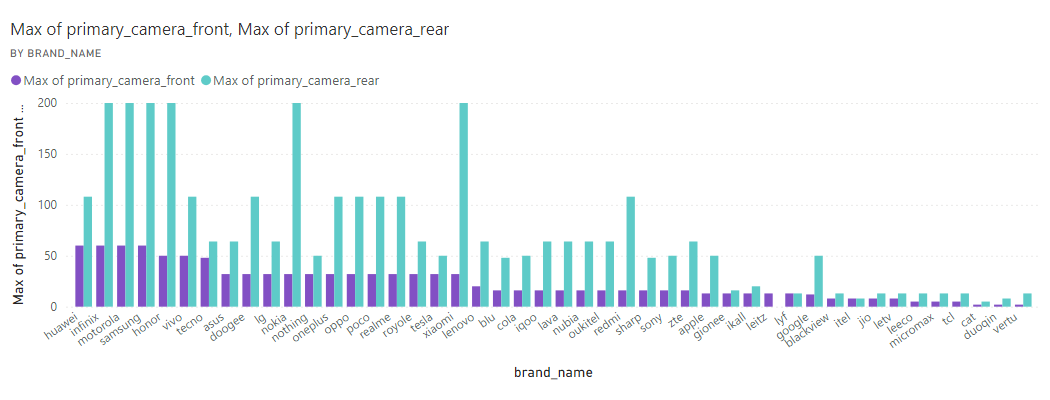 Max of primary_camera_front, Max of primary_camera_rear
BY BRAND_NAME
Max of primary_camera_front Max of primary_camera_rear
Max of primary_camera_front ...
200
150
100
50
0
huawei infinix motorola samsung honor vivo tecno asus doogee lg nokia nothing oneplus oppo poco realme royole tesla xiaomi lenovo blu cola iqoo lava nubia oukitel redmi sharp sony zte apple gionee ikall leitz lyf google blackview itel jio letv leeco micromax tcl cat duoqin vertu
brand_name